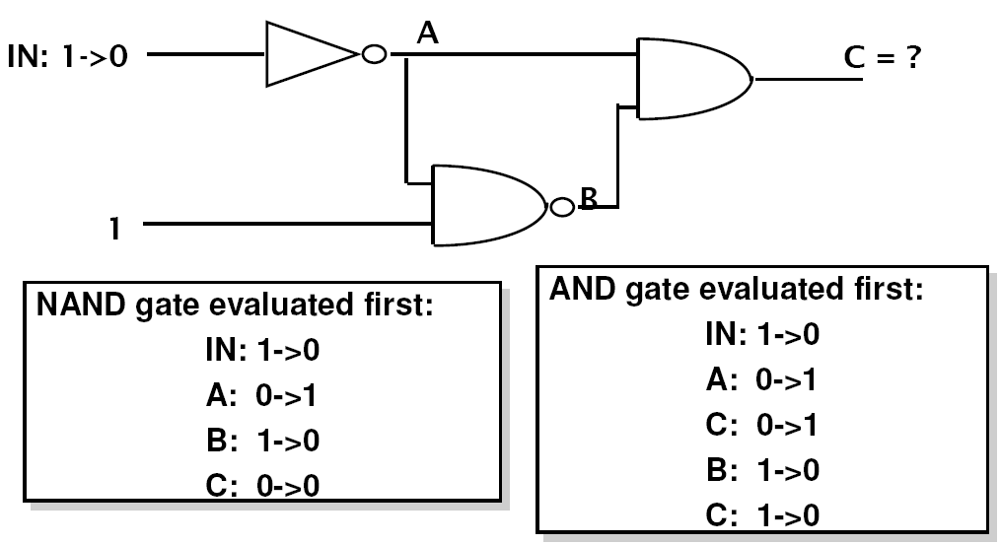 A
IN: 1->0
C = ?
B
1
NAND gate evaluated first:
IN: 1->0
A: 0->1
B: 1->0
C: 0->0
AND gate evaluated first:
IN: 1->0
A: 0->1
C: 0->1
B: 1->0
C: 1->0